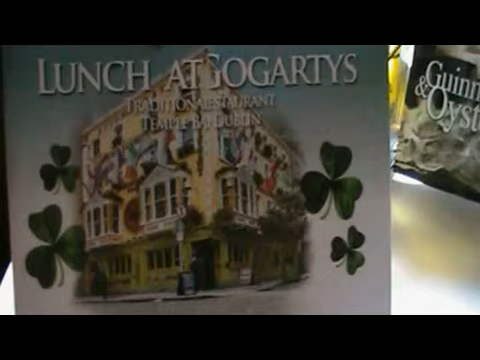 LUNCH AT GOGARTYS
TRADITIONAL RESTAURANT
TEMPLE BAR DUBLIN
Guinn
& Oyst